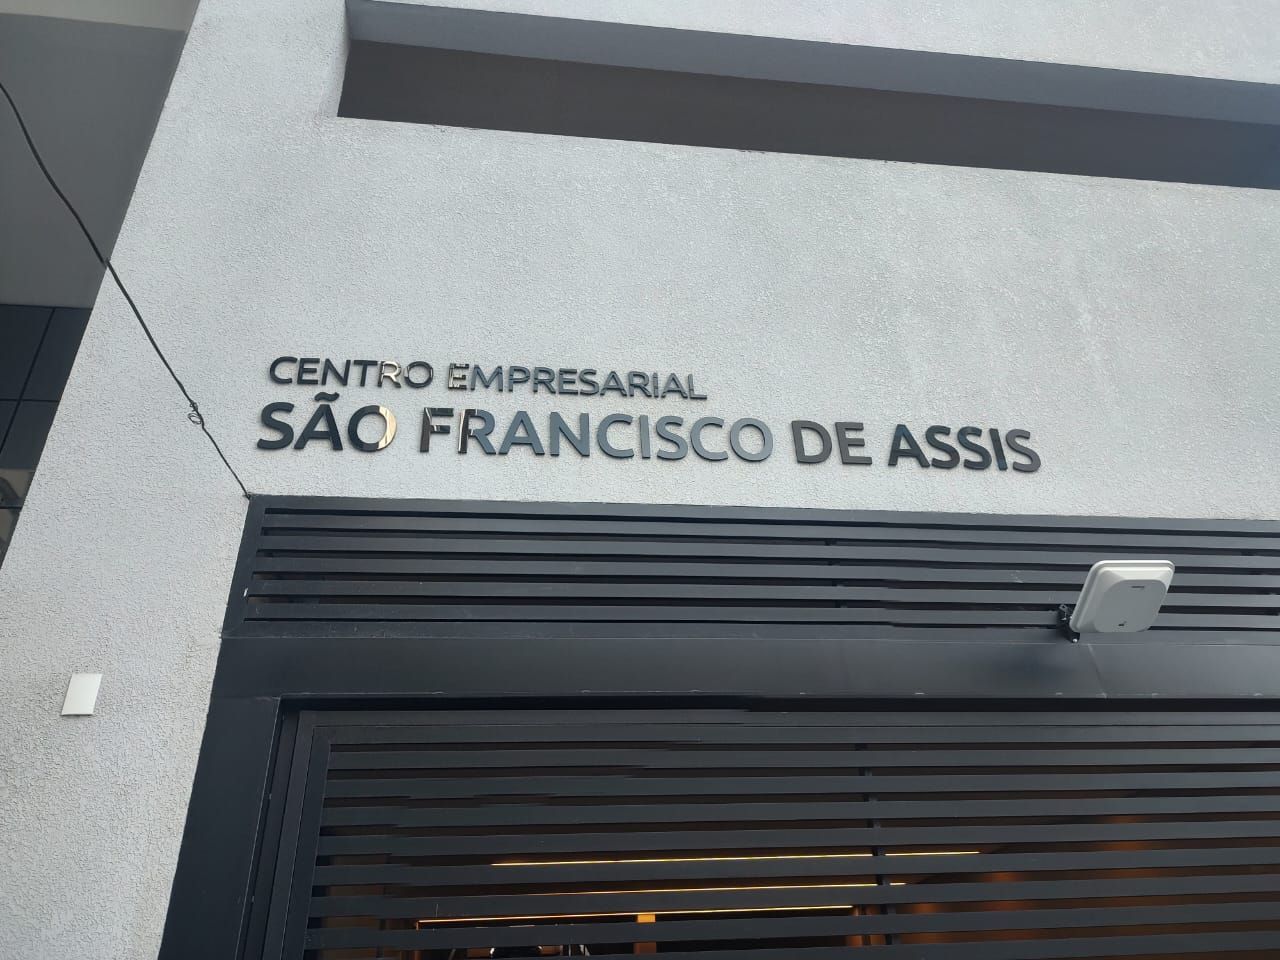 CENTRO EMPRESARIAL
SÃO FRANCISCO DE ASSIS